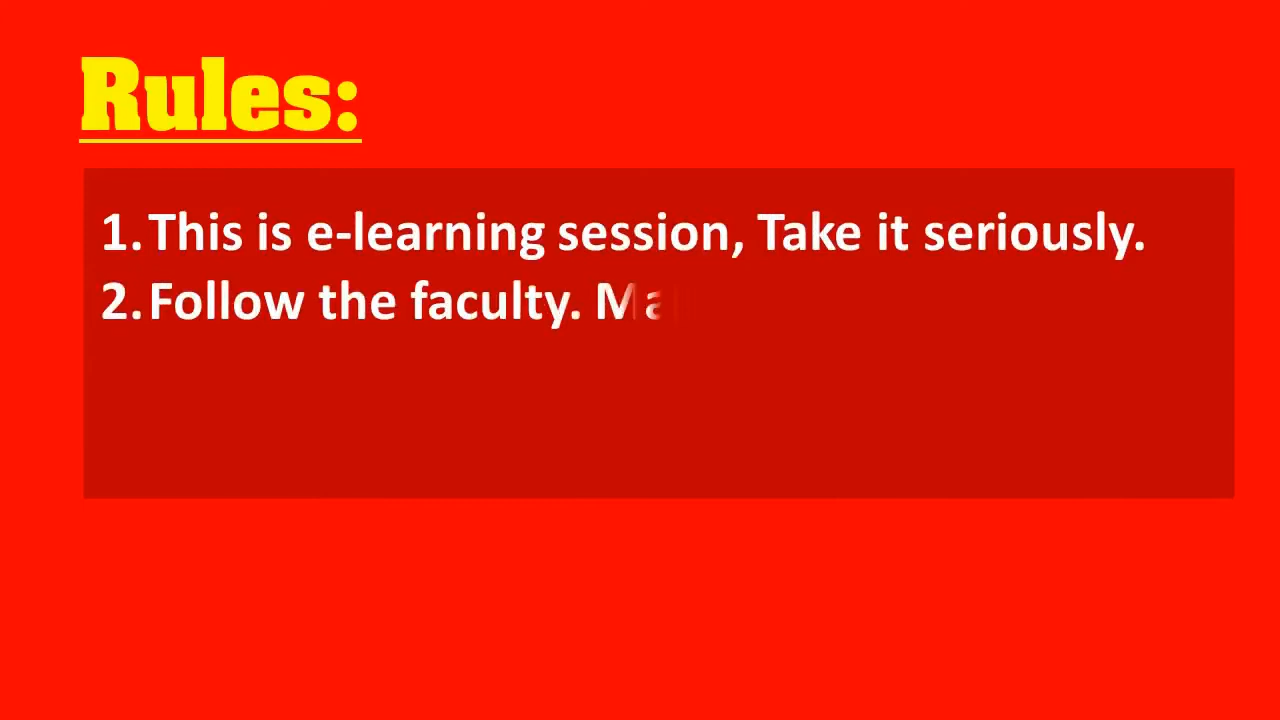 Rules:
1. This is e-learning session, Take it seriously.
2. Follow the faculty.